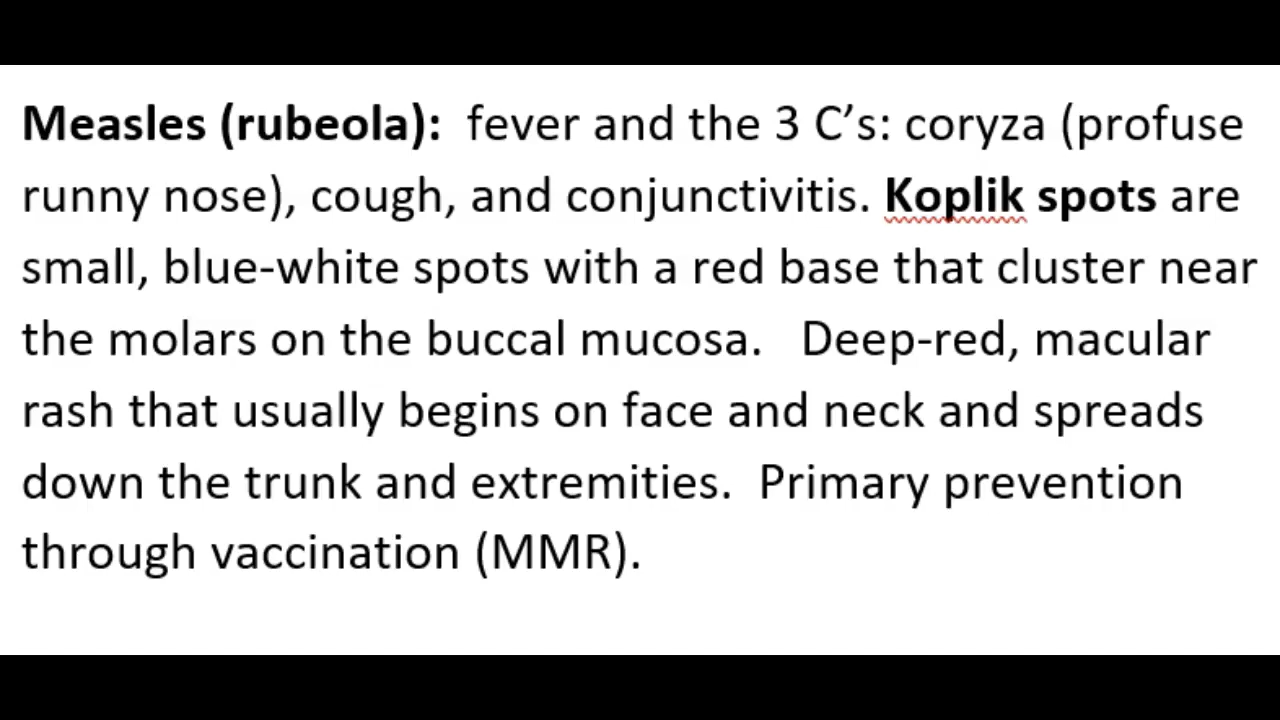 Measles (rubeola):  fever and the 3 C’s: coryza (profuse
runny nose), cough, and conjunctivitis. Koplik spots are
small, blue-white spots with a red base that cluster near
the molars on the buccal mucosa.   Deep-red, macular
rash that usually begins on face and neck and spreads
down the trunk and extremities.  Primary prevention
through vaccination (MMR).